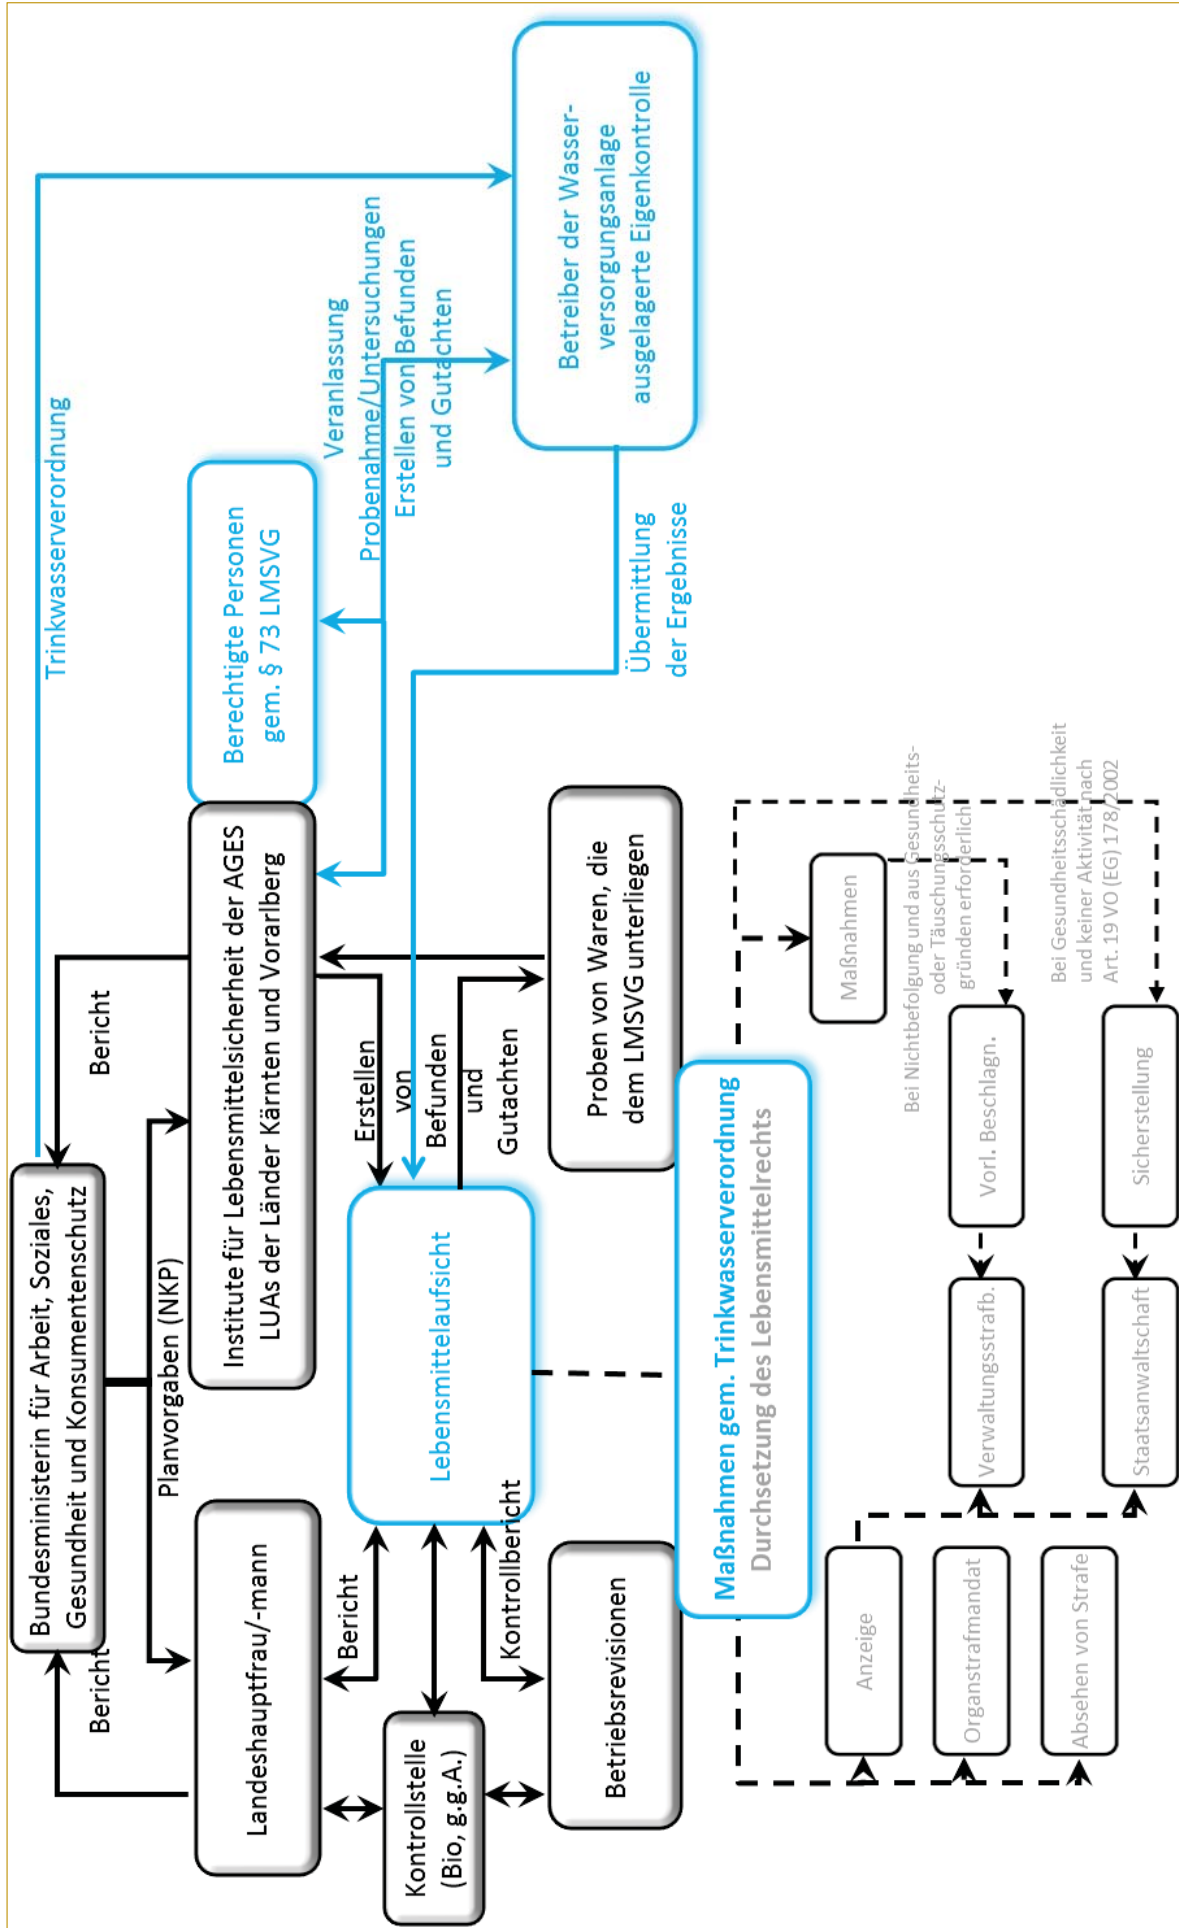 Bundesministerin für Arbeit, Soziales,
Gesundheit und Konsumentenschutz
Trinkwasserverordnung
Bericht
Bericht
Planvorgaben (NKP)
Landeshauptfrau/-mann
Institute für Lebensmittelsicherheit der AGES
LUAs der Länder Kärnten und Vorarlberg
Berechtigte Personen
gem. § 73 LMSVG
Veranlassung
Probenahme/Untersuchungen
Erstellen von Befunden
und Gutachten
Bericht
Erstellen
von
Befunden
und
Gutachten
Kontrollstelle
(Bio, g.g.A.)
Lebensmittelaufsicht
Kontrollbericht
Betreiber der Wasser-
versorgungsanlage
ausgelagerte Eigenkontrolle
Übermittlung
der Ergebnisse
Betriebsrevisionen
Proben von Waren, die
dem LMSVG unterliegen
Maßnahmen gem. Trinkwasserverordnung
Durchsetzung des Lebensmittelrechts
Anzeige
Maßnahmen
Bei Nichtbefolgung und aus Gesundheits-
oder Täuschungsschutz-
gründen erforderlich
Organstrafmandat
Verwaltungsstrafb.
Vorl. Beschlagn.
Bei Gesundheitsschädlichkeit
und keiner Aktivität nach
Art. 19 VO (EG) 178/2002
Absehen von Strafe
Staatsanwaltschaft
Sicherstellung